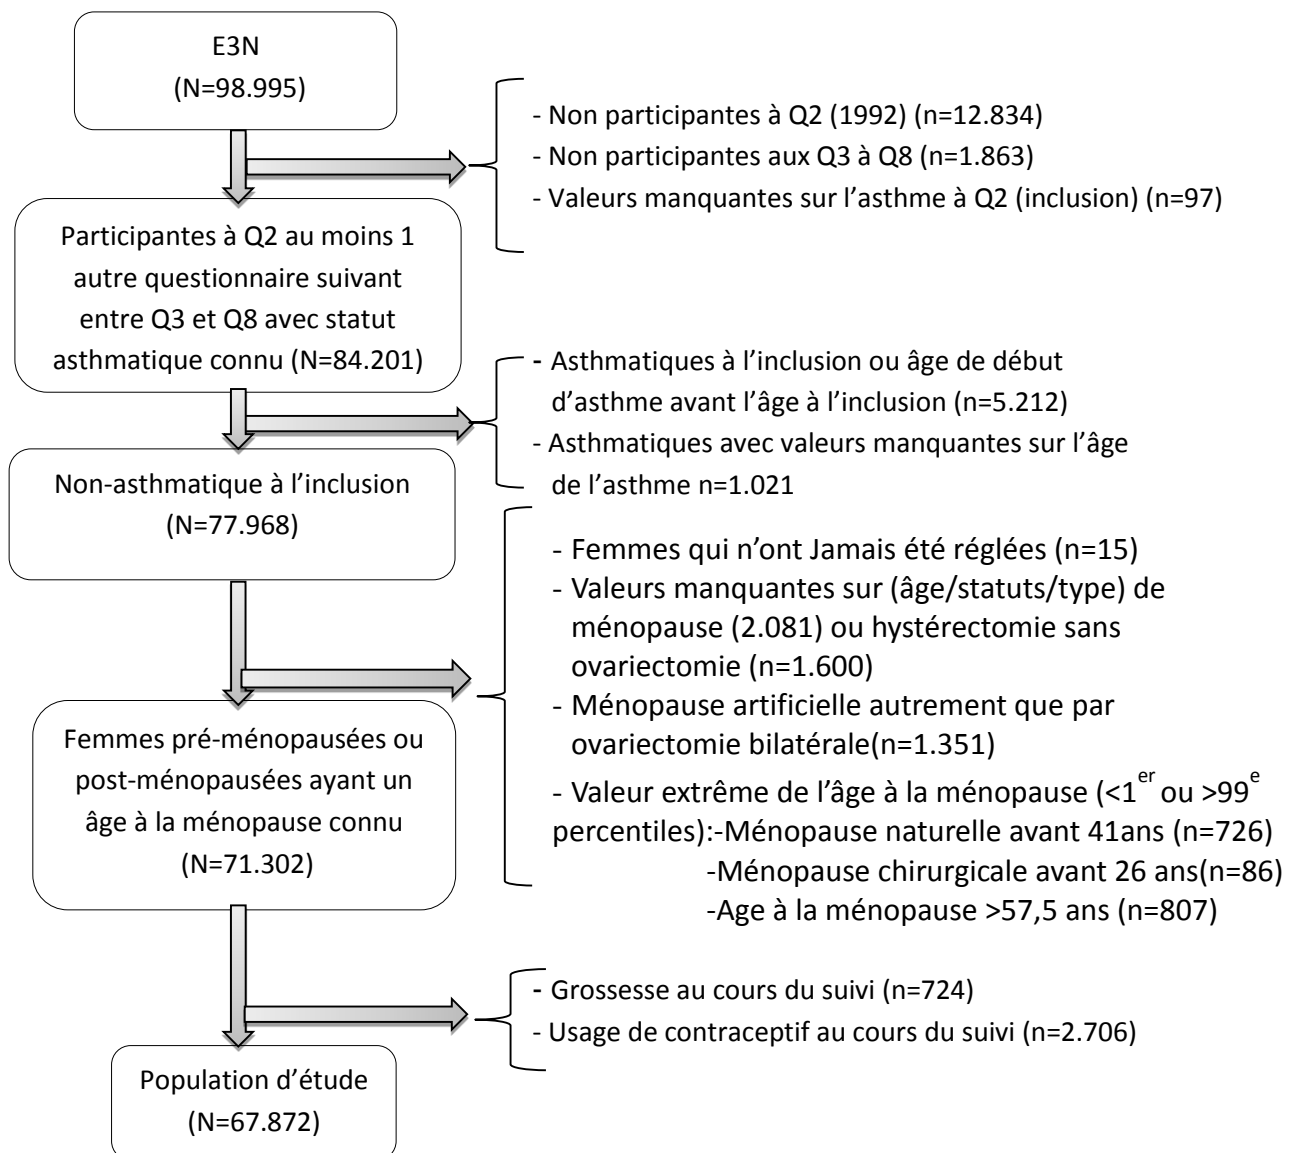 E3N
(N=98.995)
- Non participantes à Q2 (1992) (n=12.834)
- Non participantes aux Q3 à Q8 (n=1.863)
- Valeurs manquantes sur l’asthme à Q2 (inclusion) (n=97)
Participantes à Q2 au moins 1
autre questionnaire suivant
entre Q3 et Q8 avec statut
asthmatique connu (N=84.201)
- Asthmatiques à l’inclusion ou âge de début
d’asthme avant l’âge à l’inclusion (n=5.212)
- Asthmatiques avec valeurs manquantes sur l’âge
de l’asthme n=1.021
Non-asthmatique à l’inclusion
(N=77.968)
- Femmes qui n’ont Jamais été réglées (n=15)
- Valeurs manquantes sur (âge/statuts/type) de
ménopause (2.081) ou hystérectomie sans
ovariectomie (n=1.600)
- Ménopause artificielle autrement que par
ovariectomie bilatérale(n=1.351)
- Valeur extrême de l’âge à la ménopause (<1er ou >99e
percentiles):-Ménopause naturelle avant 41ans (n=726)
-Ménopause chirurgicale avant 26 ans(n=86)
-Age à la ménopause >57,5 ans (n=807)
Femmes pré-ménopausées ou
post-ménopausées ayant un
âge à la ménopause connu
(N=71.302)
- Grossesse au cours du suivi (n=724)
- Usage de contraceptif au cours du suivi (n=2.706)
Population d’étude
(N=67.872)